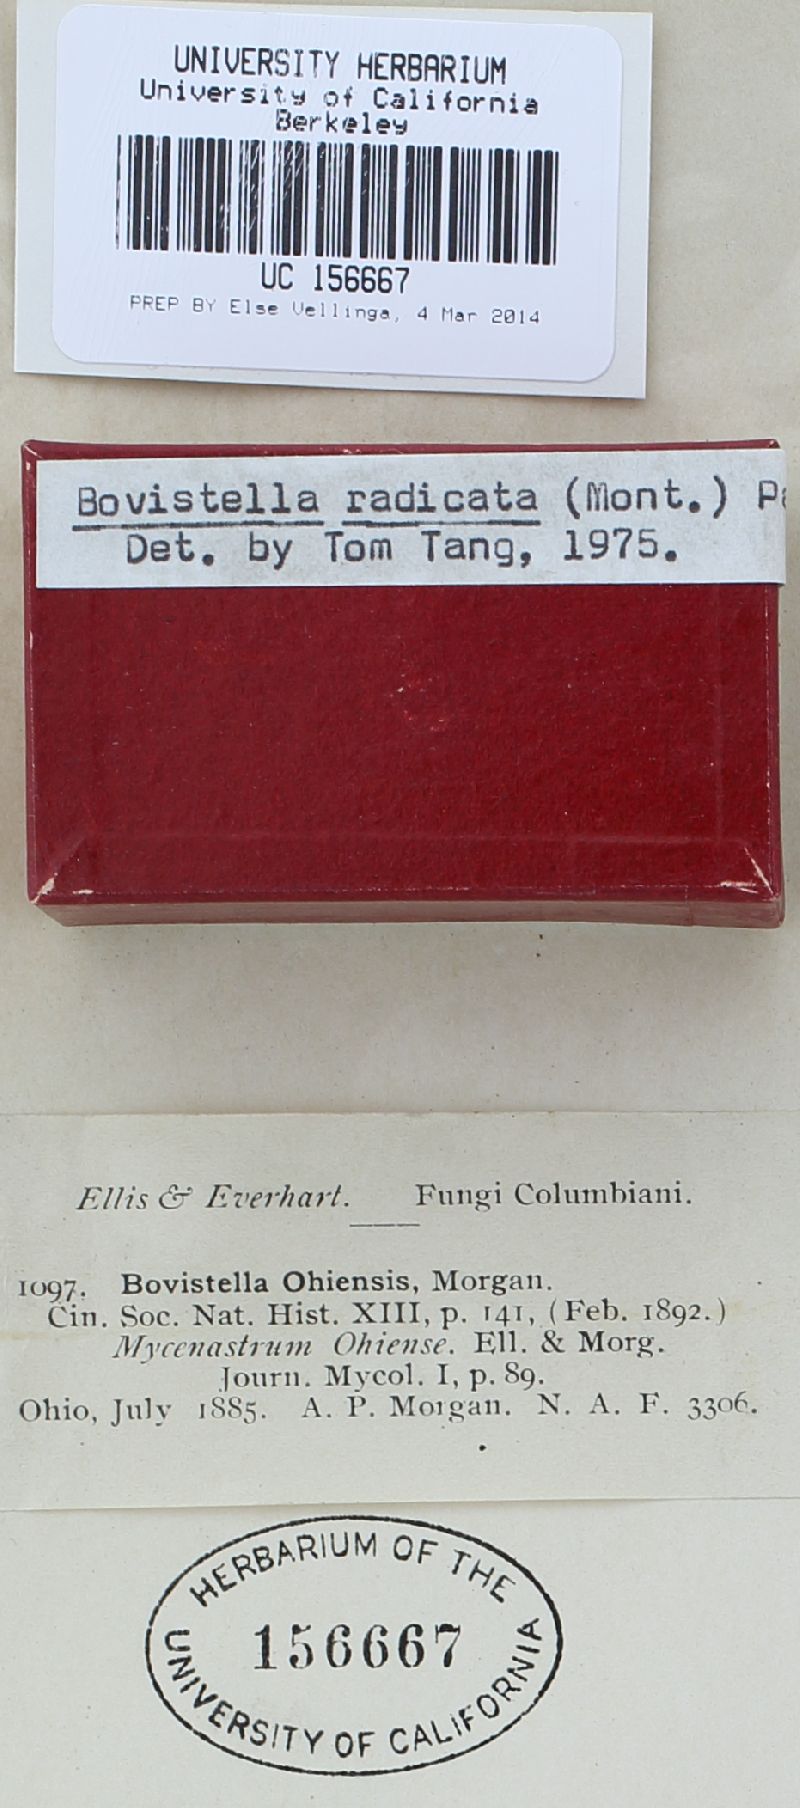 UNIVERSITY HERBARIUM
University of California
Berkeley
UC 156667
PREP BY Else Vellinga, 4 Mar 2014
Bovistella radicata (Mont.)
Det. by Tom Tang, 1975.
Ellis & Everhart. Fungi Columbiani.
1097. Bovistella Ohiensis, Morgan.
Cin. Soc. Nat. Hist. XIII, p. 141, (Feb. 1892.)
Mycenastrum Ohiense. Ell. & Morg.
Journ. Mycol. I, p. 89.
Ohio, July 1885. A. P. Morgan. N. A. F. 3306.
HERBARIUM OF THE
156667
UNIVERSITY OF CALIFORNIA